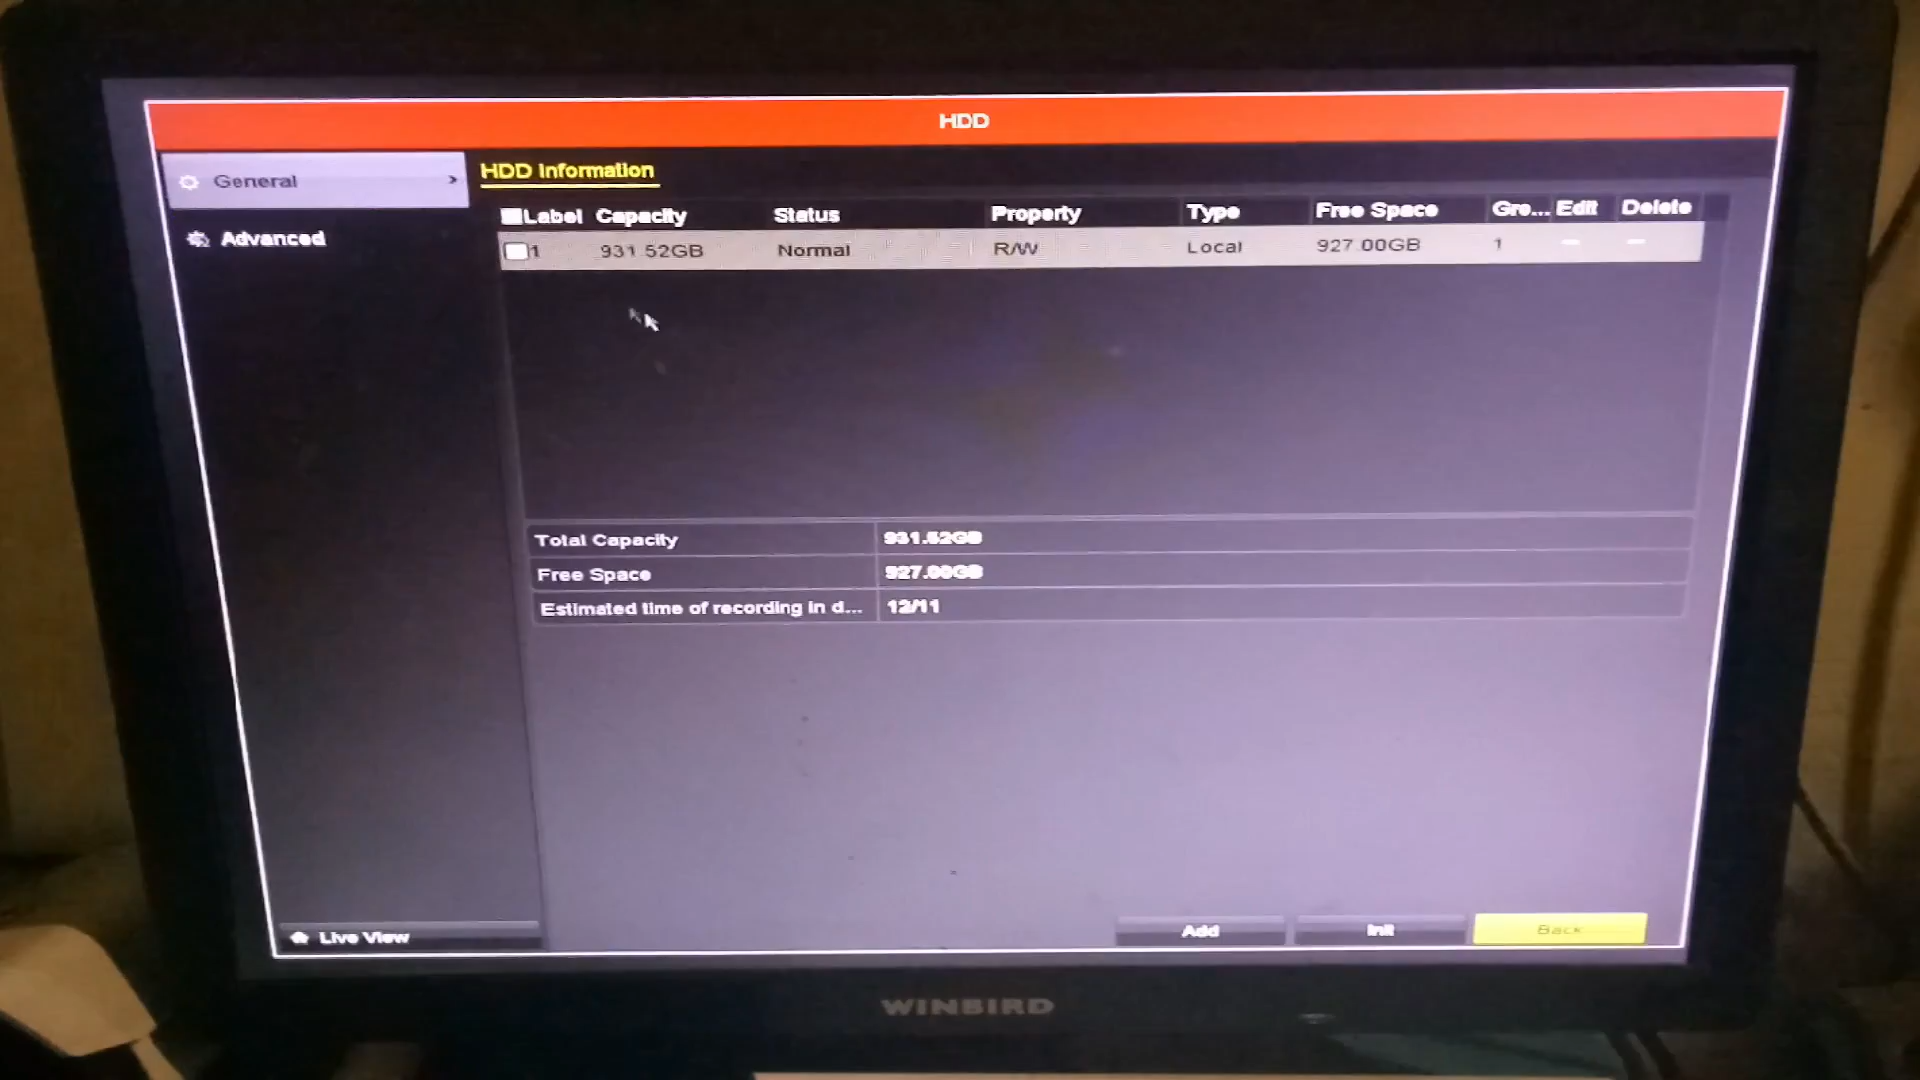 HDD
General >
Advanced
HDD Information
Label Capacity Status Property Type Free Space Gro... Edit Delete
1 931.52GB Normal R/W Local 927.00GB 1 — —
Total Capacity 931.52GB
Free Space 927.00GB
Estimated time of recording in d... 12/11
Live View
Add Init Back
WINBIRD